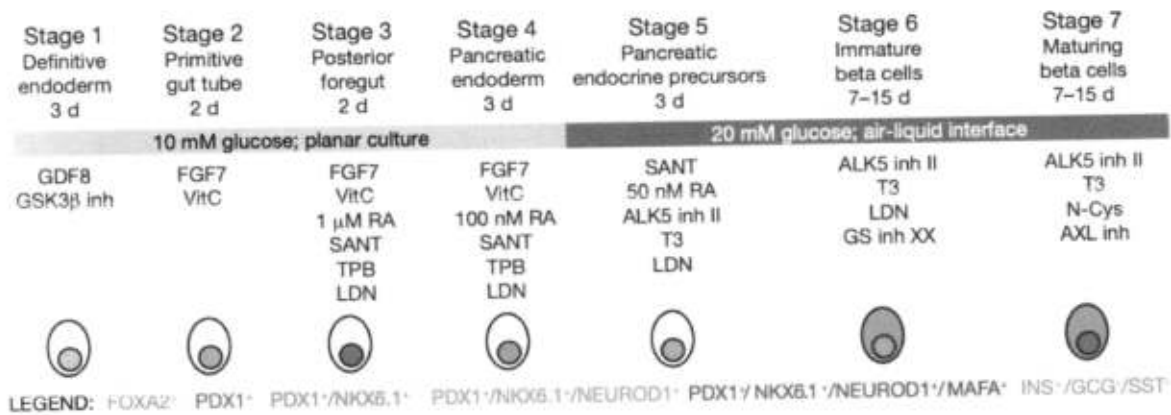 Stage 1 Stage 2 Stage 3 Stage 4 Stage 5 Stage 6 Stage 7
Definitive Primitive Posterior Pancreatic Pancreatic Immature Maturing
endoderm gut tube foregut endoderm endocrine precursors beta cells beta cells
3 d 2 d 2 d 3 d 3 d 7–15 d 7–15 d
10 mM glucose; planar culture 20 mM glucose; air-liquid interface
GDF8 FGF7 FGF7 FGF7 SANT ALK5 inh II ALK5 inh II
GSK3β inh VitC VitC VitC 50 nM RA T3 T3
1 μM RA 100 nM RA ALK5 inh II LDN N-Cys
SANT SANT T3 GS inh XX AXL inh
TPB TPB LDN
LDN LDN
LEGEND: FOXA2⁺ PDX1⁺ PDX1⁺/NKX6.1⁺ PDX1⁺/NKX6.1⁺/NEUROD1⁺ PDX1⁺/NKX6.1⁺/NEUROD1⁺/MAFA⁺ INS⁺/GCG⁻/SST⁻